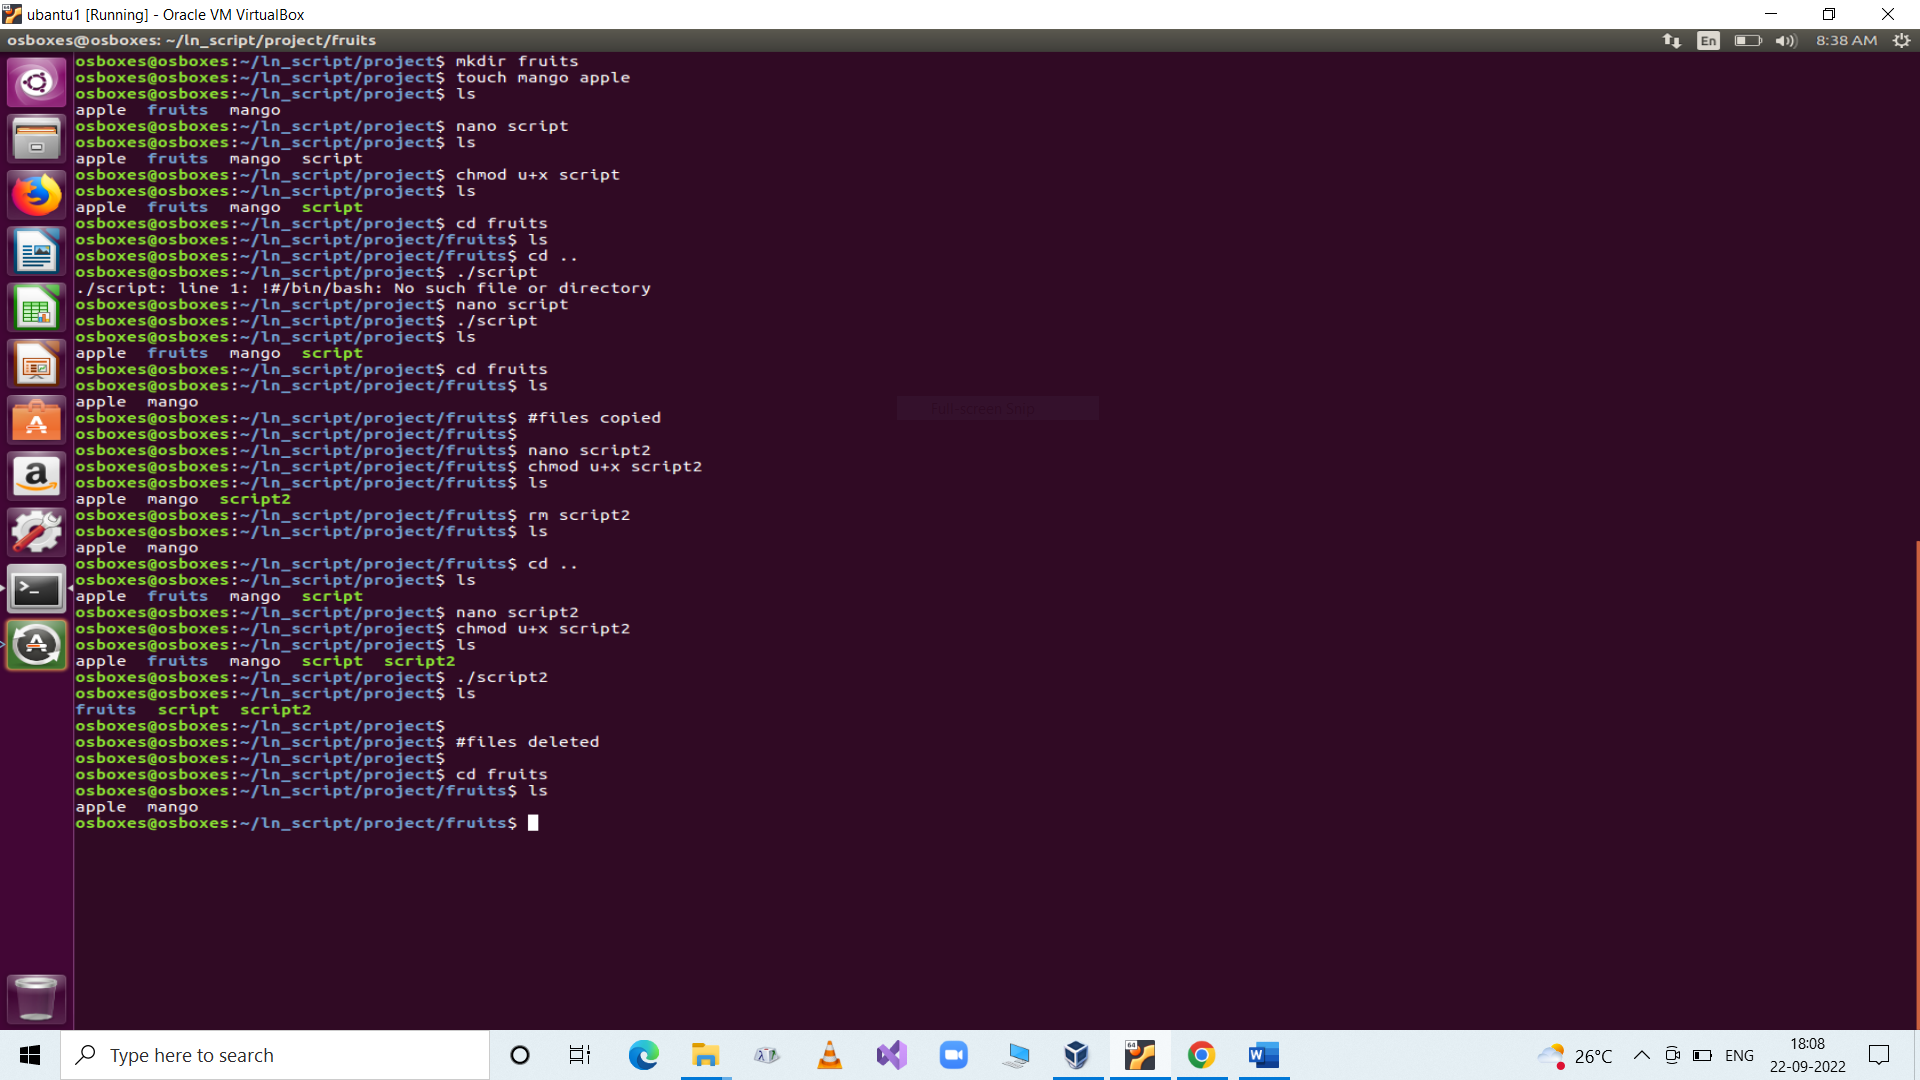 ubantu1 [Running] - Oracle VM VirtualBox
osboxes@osboxes: ~/ln_script/project/fruits
En
8:38 AM
osboxes@osboxes:~/ln_script/project$ mkdir fruits
osboxes@osboxes:~/ln_script/project$ touch mango apple
osboxes@osboxes:~/ln_script/project$ ls
apple  fruits  mango
osboxes@osboxes:~/ln_script/project$ nano script
osboxes@osboxes:~/ln_script/project$ ls
apple  fruits  mango  script
osboxes@osboxes:~/ln_script/project$ chmod u+x script
osboxes@osboxes:~/ln_script/project$ ls
apple  fruits  mango  script
osboxes@osboxes:~/ln_script/project$ cd fruits
osboxes@osboxes:~/ln_script/project/fruits$ ls
osboxes@osboxes:~/ln_script/project/fruits$ cd ..
osboxes@osboxes:~/ln_script/project$ ./script
./script: line 1: !#/bin/bash: No such file or directory
osboxes@osboxes:~/ln_script/project$ nano script
osboxes@osboxes:~/ln_script/project$ ./script
osboxes@osboxes:~/ln_script/project$ ls
apple  fruits  mango  script
osboxes@osboxes:~/ln_script/project$ cd fruits
osboxes@osboxes:~/ln_script/project/fruits$ ls
apple  mango
osboxes@osboxes:~/ln_script/project/fruits$ #files copied
osboxes@osboxes:~/ln_script/project/fruits$
osboxes@osboxes:~/ln_script/project/fruits$ nano script2
osboxes@osboxes:~/ln_script/project/fruits$ chmod u+x script2
osboxes@osboxes:~/ln_script/project/fruits$ ls
apple  mango  script2
osboxes@osboxes:~/ln_script/project/fruits$ rm script2
osboxes@osboxes:~/ln_script/project/fruits$ ls
apple  mango
osboxes@osboxes:~/ln_script/project/fruits$ cd ..
osboxes@osboxes:~/ln_script/project$ ls
apple  fruits  mango  script
osboxes@osboxes:~/ln_script/project$ nano script2
osboxes@osboxes:~/ln_script/project$ chmod u+x script2
osboxes@osboxes:~/ln_script/project$ ls
apple  fruits  mango  script  script2
osboxes@osboxes:~/ln_script/project$ ./script2
osboxes@osboxes:~/ln_script/project$ ls
fruits  script  script2
osboxes@osboxes:~/ln_script/project$
osboxes@osboxes:~/ln_script/project$ #files deleted
osboxes@osboxes:~/ln_script/project$
osboxes@osboxes:~/ln_script/project$ cd fruits
osboxes@osboxes:~/ln_script/project/fruits$ ls
apple  mango
osboxes@osboxes:~/ln_script/project/fruits$
Full-screen Snip
Type here to search
26°C
ENG
18:08
22-09-2022